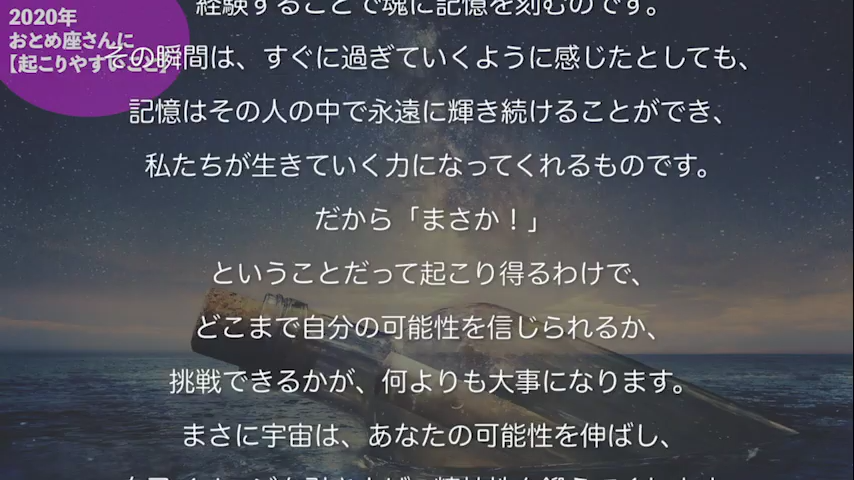 2020年
おとめ座さんに
【起こりやすいこと】
経験することで魂に記憶を刻むのです。
その瞬間は、すぐに過ぎていくように感じたとしても、
記憶はその人の中で永遠に輝き続けることができ、
私たちが生きていく力になってくれるものです。
だから「まさか！」
ということだって起こり得るわけで、
どこまで自分の可能性を信じられるか、
挑戦できるかが、何よりも大事になります。
まさに宇宙は、あなたの可能性を伸ばし、